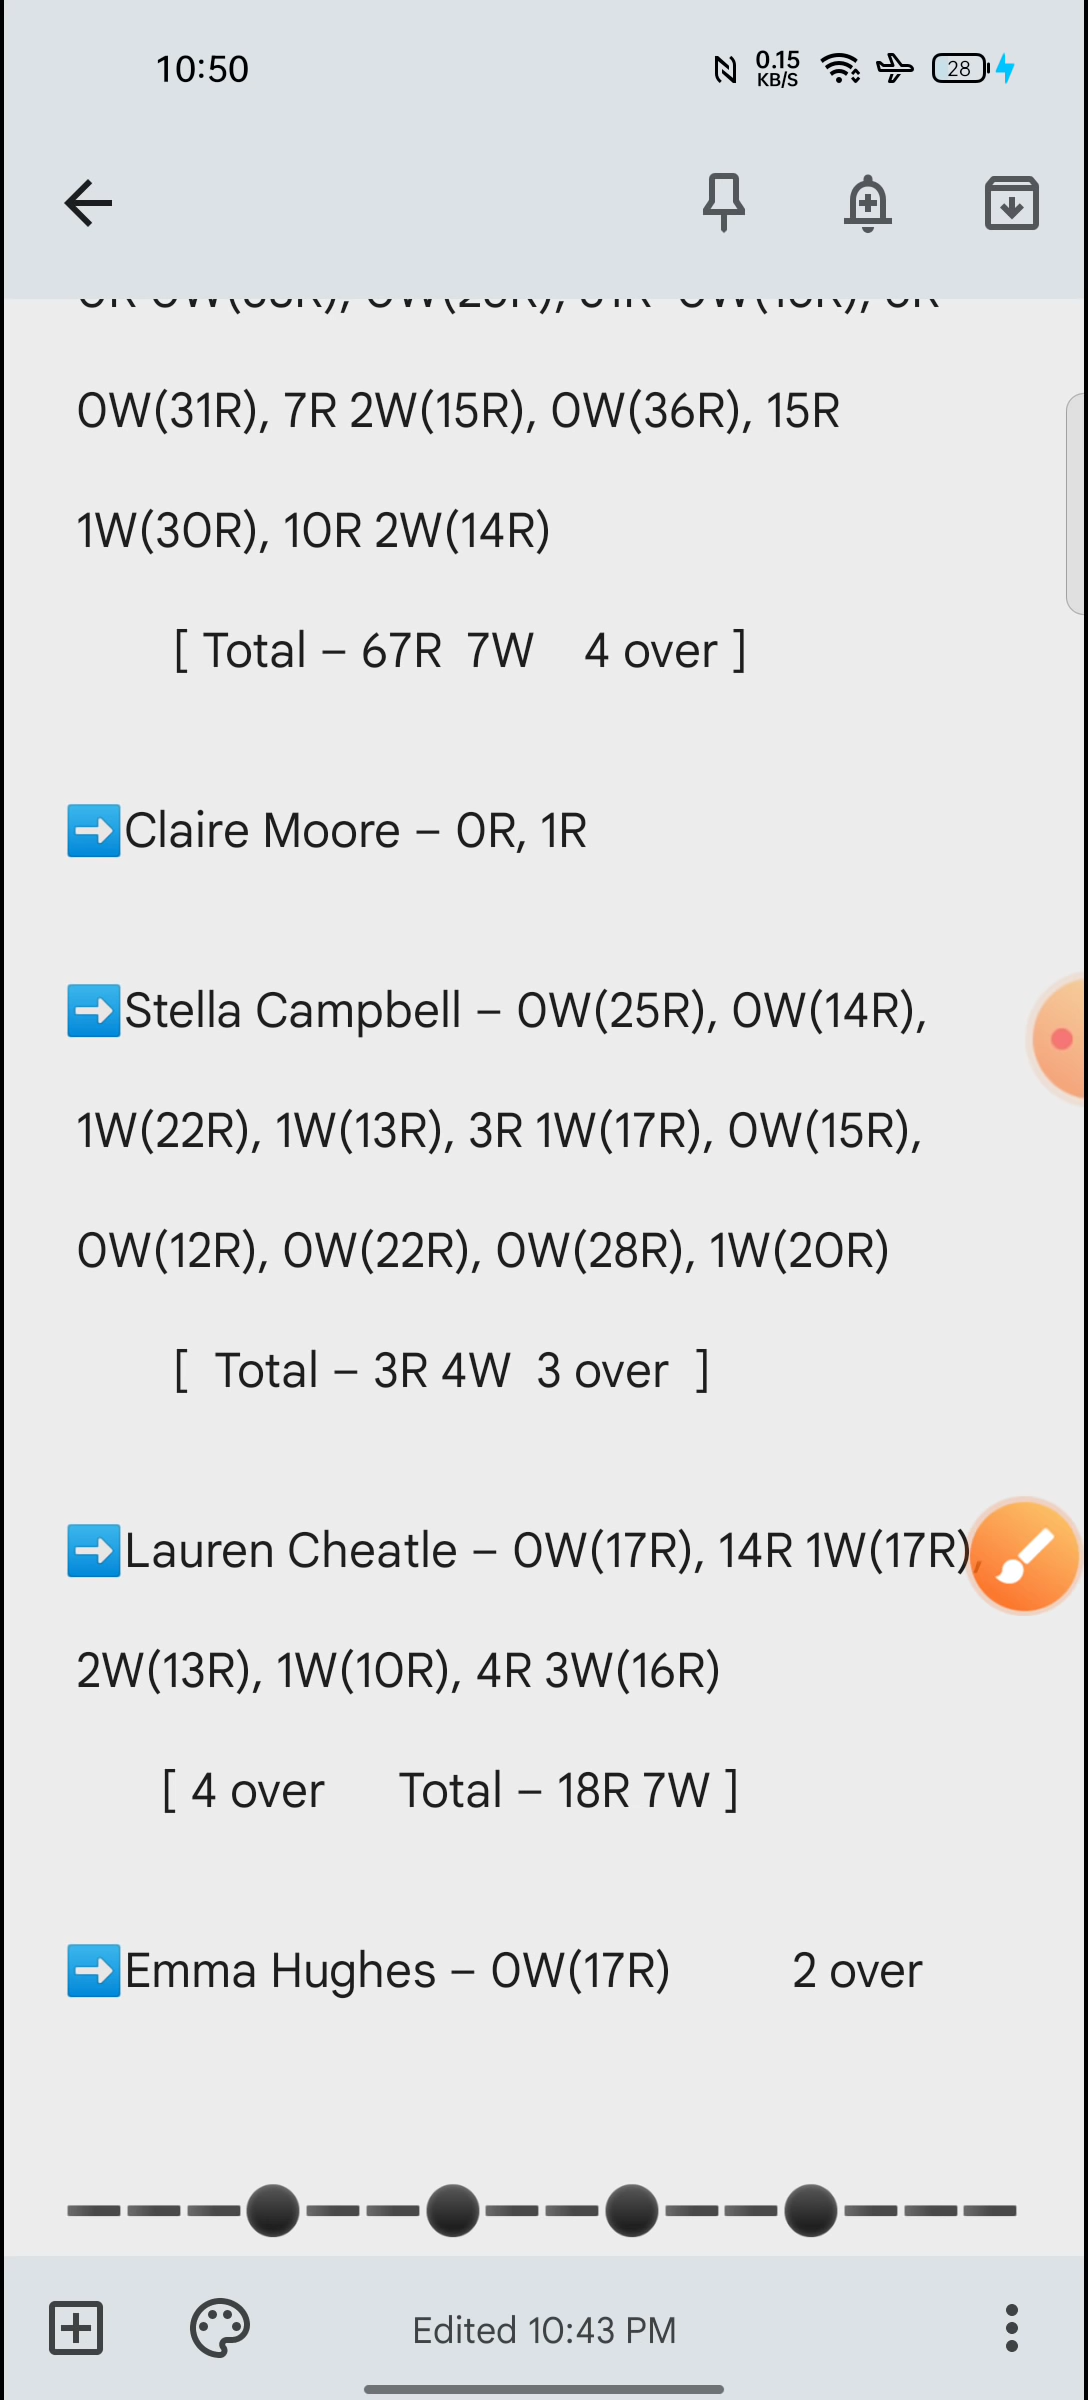 10:50
0.15
KB/S
28
0W(31R), 7R 2W(15R), 0W(36R), 15R
1W(30R), 10R 2W(14R)
[ Total – 67R 7W 4 over ]
➡️Claire Moore – 0R, 1R
➡️Stella Campbell – 0W(25R), 0W(14R),
1W(22R), 1W(13R), 3R 1W(17R), 0W(15R),
0W(12R), 0W(22R), 0W(28R), 1W(20R)
[ Total – 3R 4W 3 over ]
➡️Lauren Cheatle – 0W(17R), 14R 1W(17R),
2W(13R), 1W(10R), 4R 3W(16R)
[ 4 over Total – 18R 7W ]
➡️Emma Hughes – 0W(17R) 2 over
Edited 10:43 PM